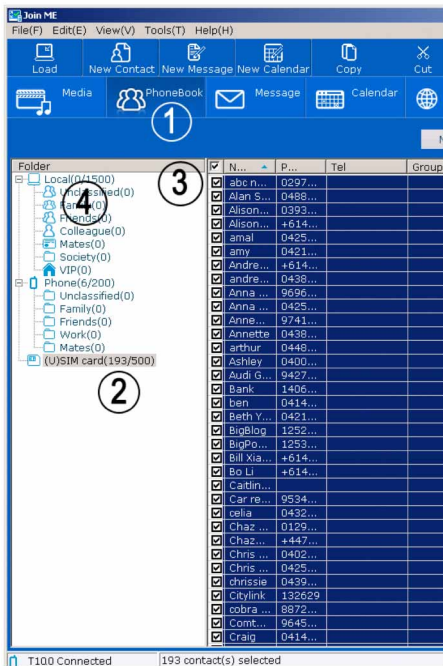 Join ME
File(F) Edit(E) View(V) Tools(T) Help(H)
Load New Contact New Message New Calendar Copy Cut
Media PhoneBook Message Calendar
1
Folder
Local(0/1500)
Unclassified(0)
Family(0)
Friends(0)
Colleague(0)
Mates(0)
Society(0)
VIP(0)
Phone(6/200)
Unclassified(0)
Family(0)
Friends(0)
Work(0)
Mates(0)
(U)SIM card(193/500)
4
2
3
N... P... Tel Group
abc n... 0297...
Alan S... 0488...
Alison... 0393...
Alison... +614...
amal 0425...
amy 0421...
Andre... +614...
andre... 0438...
Anna ... 9696...
Anna ... 0425...
Anne... 9741...
Annette 0438...
arthur 0448...
Ashley 0400...
Audi G... 9427...
Bank 1406...
ben 0414...
Beth Y... 0421...
BigBlog 1252...
BigPo... 1253...
Bill Xia... +614...
Bo Li +614...
Caitlin...
Car re... 9534...
celia 0432...
Chaz ... 0129...
Chaz... +447...
Chris ... 0402...
Chris ... 0425...
chrissie 0439...
Citylink 132629
cobra ... 8872...
Comt... 9645...
Craig 0414...
T100 Connected 193 contact(s) selected